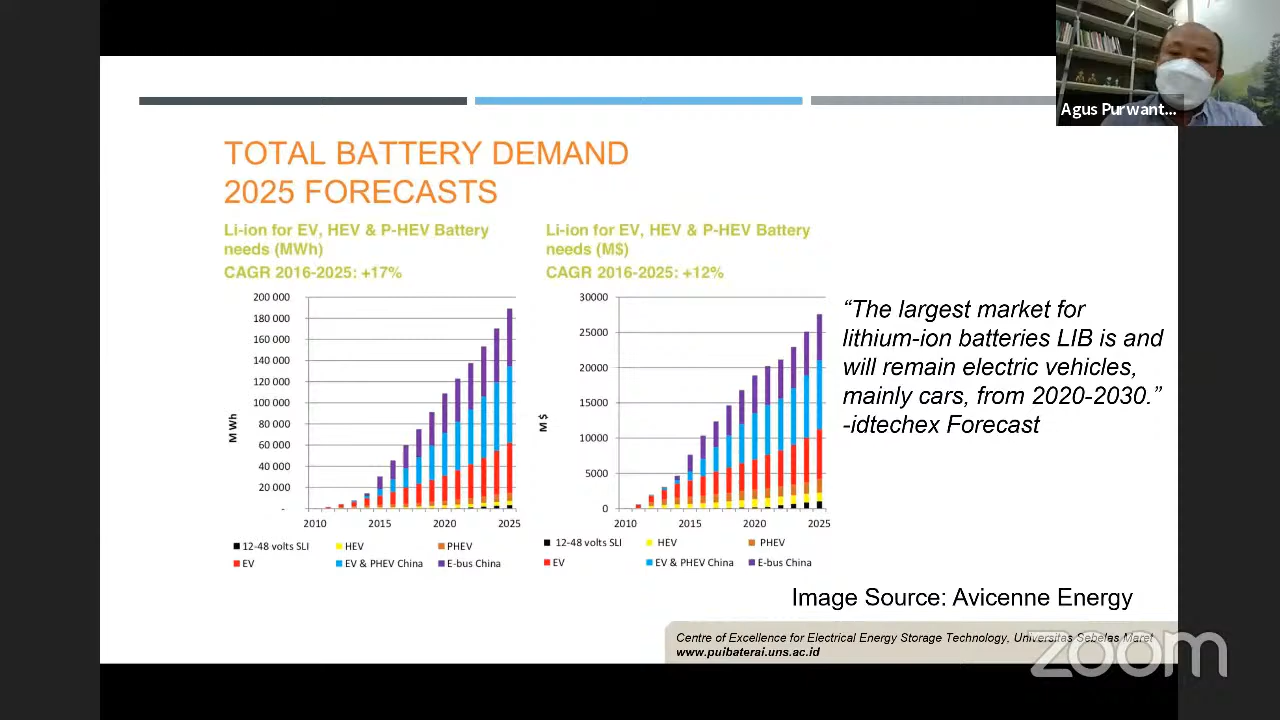 Agus Purwant...
TOTAL BATTERY DEMAND
2025 FORECASTS
Li-ion for EV, HEV & P-HEV Battery
needs (MWh)
CAGR 2016-2025: +17%
200 000
180 000
160 000
140 000
120 000
100 000
80 000
60 000
40 000
20 000
-
M Wh
2010 2015 2020 2025
12-48 volts SLI HEV PHEV
EV EV & PHEV China E-bus China
Li-ion for EV, HEV & P-HEV Battery
needs (M$)
CAGR 2016-2025: +12%
30000
25000
20000
15000
10000
5000
0
M $
2010 2015 2020 2025
12-48 volts SLI HEV PHEV
EV EV & PHEV China E-bus China
“The largest market for
lithium-ion batteries LIB is and
will remain electric vehicles,
mainly cars, from 2020-2030.”
-idtechex Forecast
Image Source: Avicenne Energy
Centre of Excellence for Electrical Energy Storage Technology, Universitas Sebelas Maret
www.puibaterai.uns.ac.id
zoom